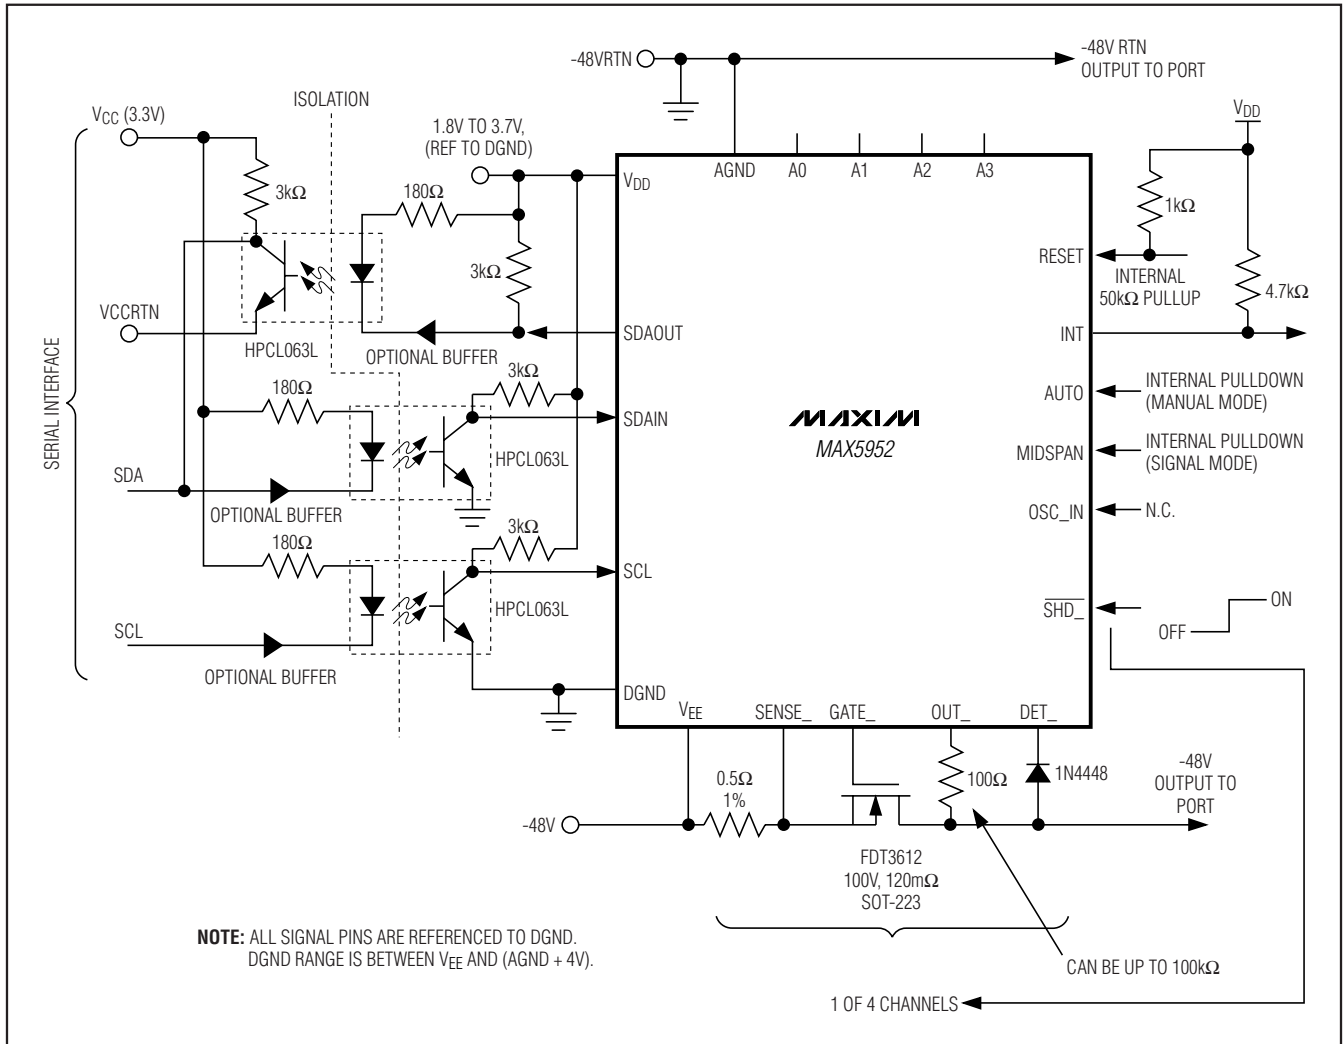 -48VRTN
-48V RTN
OUTPUT TO PORT
ISOLATION
VCC (3.3V)
1.8V TO 3.7V,
(REF TO DGND)
VDD
180Ω
3kΩ
3kΩ
VDD
AGND
A0
A1
A2
A3
1kΩ
RESET
INTERNAL
50kΩ PULLUP
4.7kΩ
VCCRTN
HPCL063L
OPTIONAL BUFFER
SDAOUT
INT
SERIAL INTERFACE
180Ω
3kΩ
SDAIN
HPCL063L
MAXIM
MAX5952
AUTO
INTERNAL PULLDOWN
(MANUAL MODE)
MIDSPAN
INTERNAL PULLDOWN
(SIGNAL MODE)
SDA
OPTIONAL BUFFER
OSC_IN
N.C.
180Ω
3kΩ
SCL
HPCL063L
SHD_
ON
OFF
SCL
OPTIONAL BUFFER
DGND
VEE
SENSE_
GATE_
OUT_
DET_
0.5Ω
1%
100Ω
1N4448
-48V
OUTPUT TO
PORT
-48V
FDT3612
100V, 120mΩ
SOT-223
NOTE: ALL SIGNAL PINS ARE REFERENCED TO DGND.
DGND RANGE IS BETWEEN VEE AND (AGND + 4V).
CAN BE UP TO 100kΩ
1 OF 4 CHANNELS